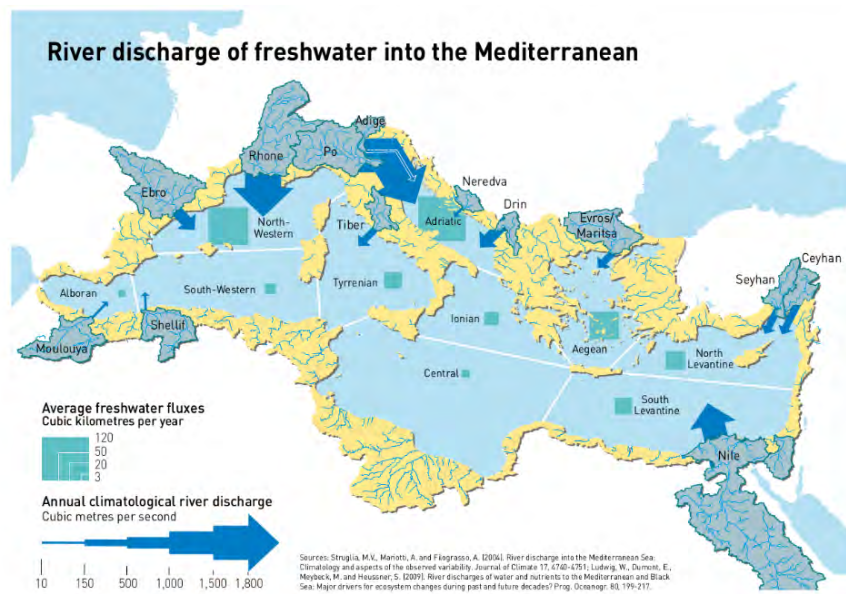 River discharge of freshwater into the Mediterranean
Adige
Rhone
Po
Ebro
Neredva
Drin
North-
Western
Tiber
Adriatic
Evros/
Maritsa
Ceyhan
Seyhan
Alboran
South-Western
Tyrrenian
Ionian
Aegean
Shellif
Moulouya
North
Levantine
Central
South
Levantine
Nile
Average freshwater fluxes
Cubic kilometres per year
120
50
20
3
Annual climatological river discharge
Cubic metres per second
10 150 500 1,000 1,500 1,800
Sources: Struglia, M.V., Mariotti, A. and Filograsso, A. (2004). River discharge into the Mediterranean Sea:
Climatology and aspects of the observed variability. Journal of Climate 17, 4740-4751; Ludwig, W., Dumont, E.,
Meybeck, M. and Heussner, S. (2009). River discharges of water and nutrients to the Mediterranean and Black
Sea: Major drivers for ecosystem changes during past and future decades? Prog. Oceanogr. 80, 199-217.